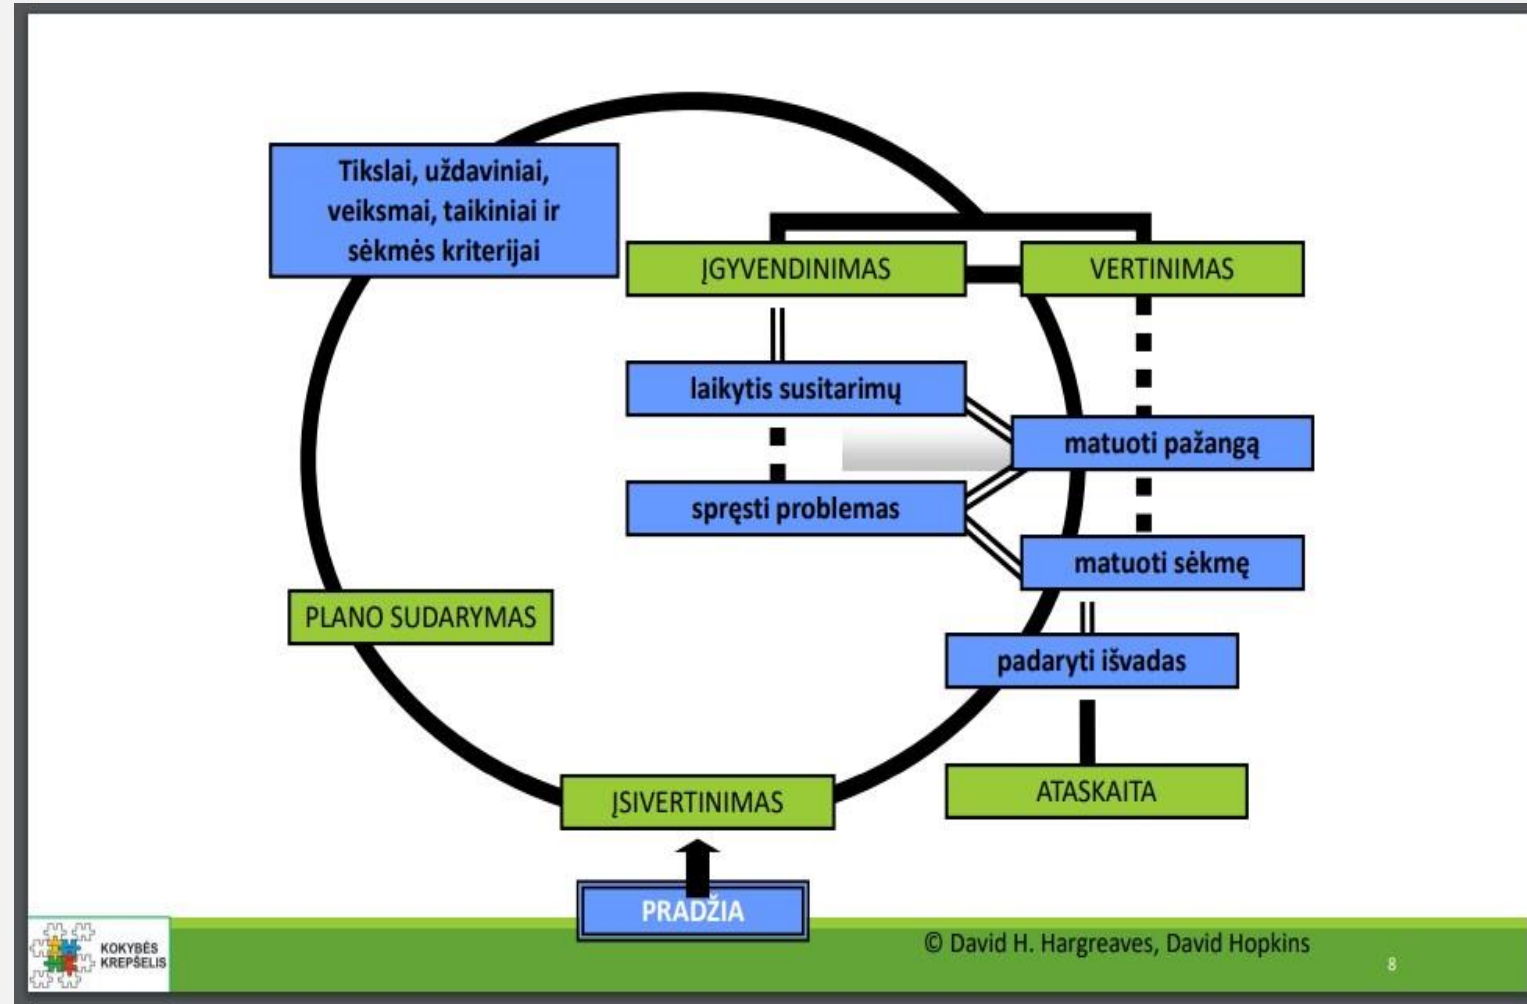 Tikslai, uždaviniai,
veiksmai, taikiniai ir
sėkmės kriterijai
ĮGYVENDINIMAS
VERTINIMAS
laikytis susitarimų
matuoti pažangą
spręsti problemas
matuoti sėkmę
PLANO SUDARYMAS
padaryti išvadas
ĮSIVERTINIMAS
ATASKAITA
PRADŽIA
KOKYBĖS
KREPŠELIS
© David H. Hargreaves, David Hopkins
8